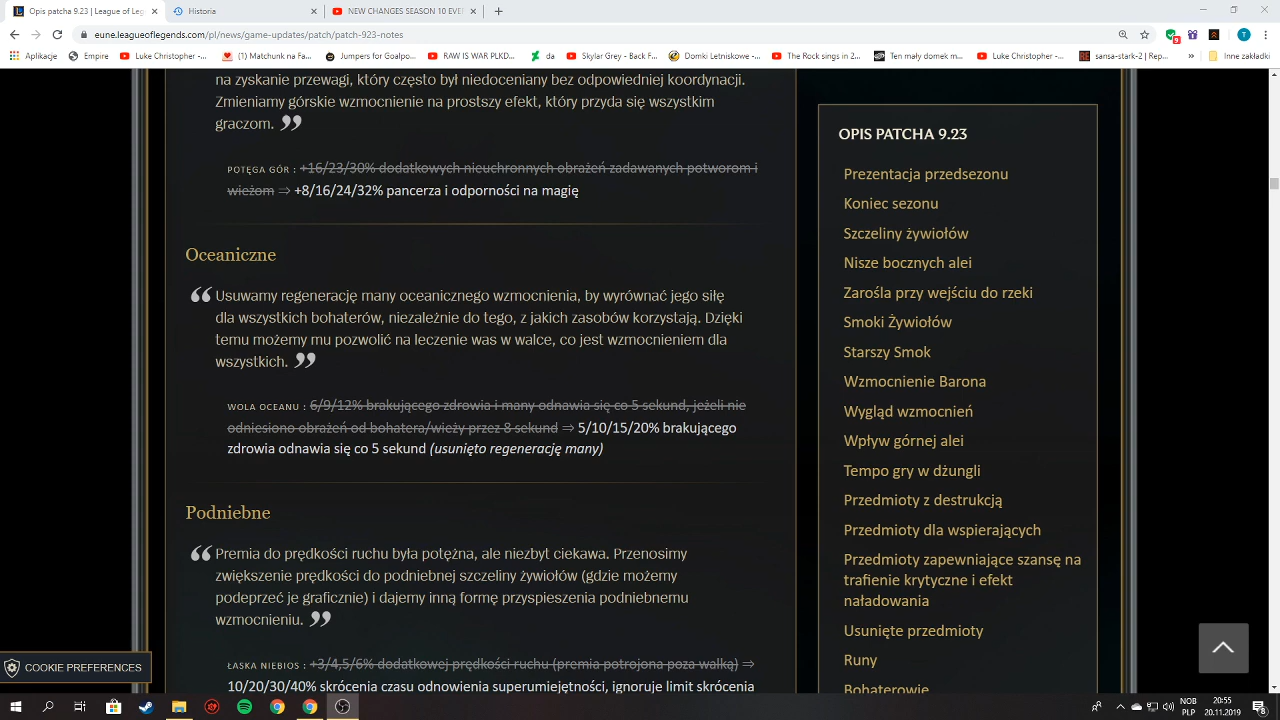 Opis patcha 9.23 | League of Leg
Historia
NEW CHANGES SEASON 10 EVE
eune.leagueoflegends.com/pl/news/game-updates/patch/patch-923-notes
Aplikacje
Empire
Luke Christopher -...
(1) Matchunk na Fa...
Jumpers for Goalpo...
RAW IS WAR PLKD...
da
Skylar Grey - Back F...
Domki Letniskowe -...
The Rock sings in 2...
Ten mały domek m...
Luke Christopher -...
sansa-stark-2 | Rep...
»
Inne zakładki
na zyskanie przewagi, który często był niedoceniany bez odpowiedniej koordynacji.
Zmieniamy górskie wzmocnienie na prostszy efekt, który przyda się wszystkim
graczom.
POTĘGA GÓR : +16/23/30% dodatkowych nieuchronnych obrażeń zadawanych potworom i
wieżom ⇒ +8/16/24/32% pancerza i odporności na magię
Oceaniczne
Usuwamy regenerację many oceanicznego wzmocnienia, by wyrównać jego siłę
dla wszystkich bohaterów, niezależnie do tego, z jakich zasobów korzystają. Dzięki
temu możemy mu pozwolić na leczenie was w walce, co jest wzmocnieniem dla
wszystkich.
WOLA OCEANU : 6/9/12% brakującego zdrowia i many odnawia się co 5 sekund, jeżeli nie
odniesiono obrażeń od bohatera/wieży przez 8 sekund ⇒ 5/10/15/20% brakującego
zdrowia odnawia się co 5 sekund (usunięto regenerację many)
Podniebne
Premia do prędkości ruchu była potężna, ale niezbyt ciekawa. Przenosimy
zwiększenie prędkości do podniebnej szczeliny żywiołów (gdzie możemy
podeprzeć je graficznie) i dajemy inną formę przyspieszenia podniebnemu
wzmocnieniu.
ŁASKA NIEBIOS : +3/4,5/6% dodatkowej prędkości ruchu (premia potrojona poza walką) ⇒
10/20/30/40% skrócenia czasu odnowienia superumiejętności, ignoruje limit skrócenia
OPIS PATCHA 9.23
Prezentacja przedsezonu
Koniec sezonu
Szczeliny żywiołów
Nisze bocznych alei
Zarośla przy wejściu do rzeki
Smoki Żywiołów
Starszy Smok
Wzmocnienie Barona
Wygląd wzmocnień
Wpływ górnej alei
Tempo gry w dżungli
Przedmioty z destrukcją
Przedmioty dla wspierających
Przedmioty zapewniające szansę na
trafienie krytyczne i efekt
naładowania
Usunięte przedmioty
Runy
Bohaterowie
COOKIE PREFERENCES
NOB
PLP
20:55
20.11.2019